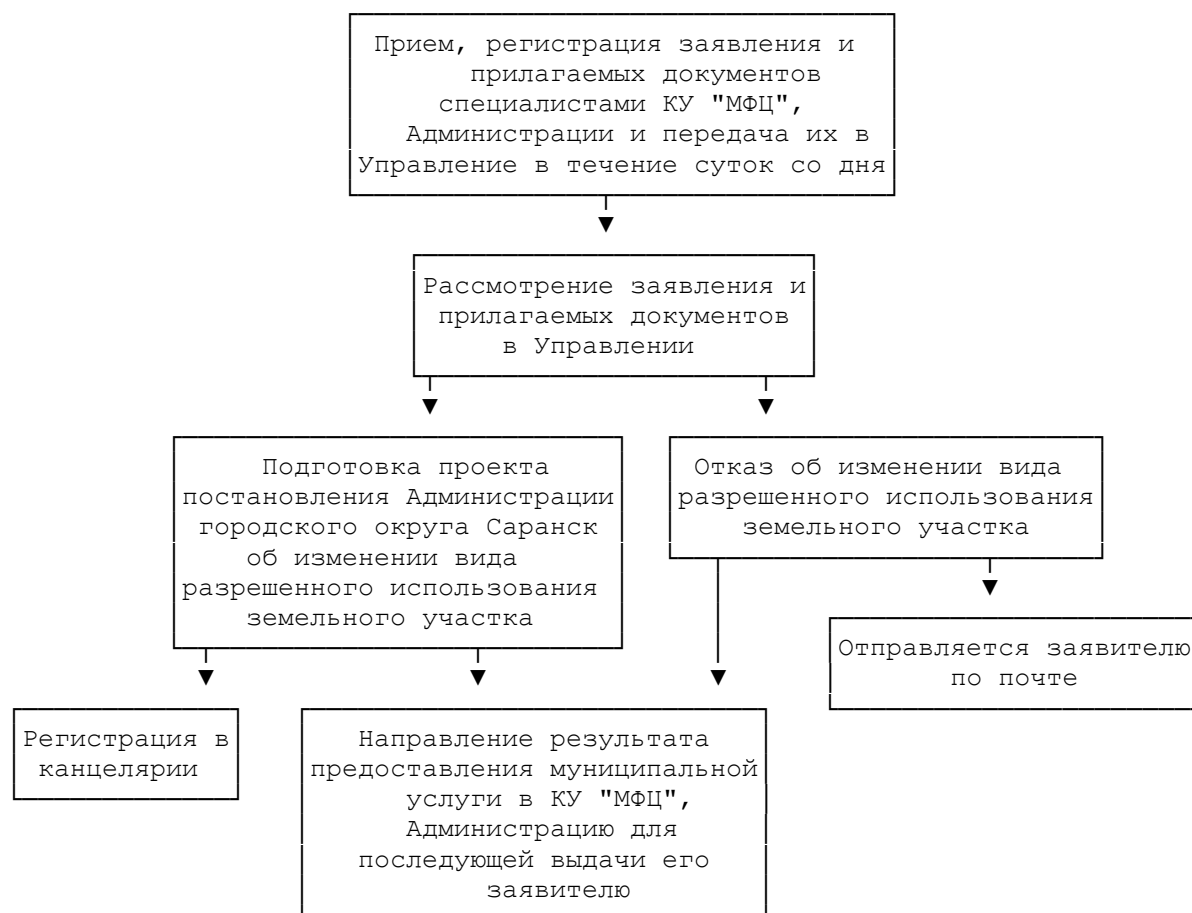 Прием, регистрация заявления и
прилагаемых документов
специалистами КУ "МФЦ",
Администрации и передача их в
Управление в течение суток со дня
Рассмотрение заявления и
прилагаемых документов
в Управлении
Подготовка проекта
постановления Администрации
городского округа Саранск
об изменении вида
разрешенного использования
земельного участка
Отказ об изменении вида
разрешенного использования
земельного участка
Отправляется заявителю
по почте
Регистрация в
канцелярии
Направление результата
предоставления муниципальной
услуги в КУ "МФЦ",
Администрацию для
последующей выдачи его
заявителю